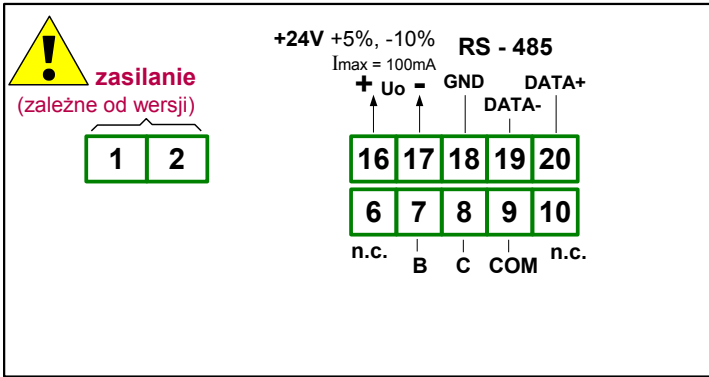 !
zasilanie
(zależne od wersji)
1 2
+24V +5%, -10%
Imax = 100mA
+ Uo -
RS - 485
GND DATA+
DATA-
16 17 18 19 20
6 7 8 9 10
n.c. B C COM n.c.